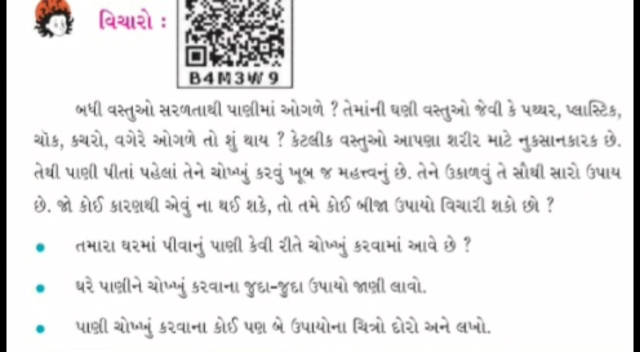 વિચારો :
B4M3W9
બધી વસ્તુઓ સરળતાથી પાણીમાં ઓગળે ? તેમાંની ઘણી વસ્તુઓ જેવી કે પથ્થર, પ્લાસ્ટિક,
ચૉક, કચરો, વગેરે ઓગળે તો શું થાય ? કેટલીક વસ્તુઓ આપણા શરીર માટે નુકસાનકારક છે.
તેથી પાણી પીતાં પહેલાં તેને ચોખ્ખું કરવું ખૂબ જ મહત્ત્વનું છે. તેને ઉકાળવું તે સૌથી સારો ઉપાય
છે. જો કોઈ કારણથી એવું ના થઈ શકે, તો તમે કોઈ બીજા ઉપાયો વિચારી શકો છો ?
• તમારા ઘરમાં પીવાનું પાણી કેવી રીતે ચોખ્ખું કરવામાં આવે છે ?
• ઘરે પાણીને ચોખ્ખું કરવાના જુદા-જુદા ઉપાયો જાણી લાવો.
• પાણી ચોખ્ખું કરવાના કોઈ પણ બે ઉપાયોના ચિત્રો દોરો અને લખો.